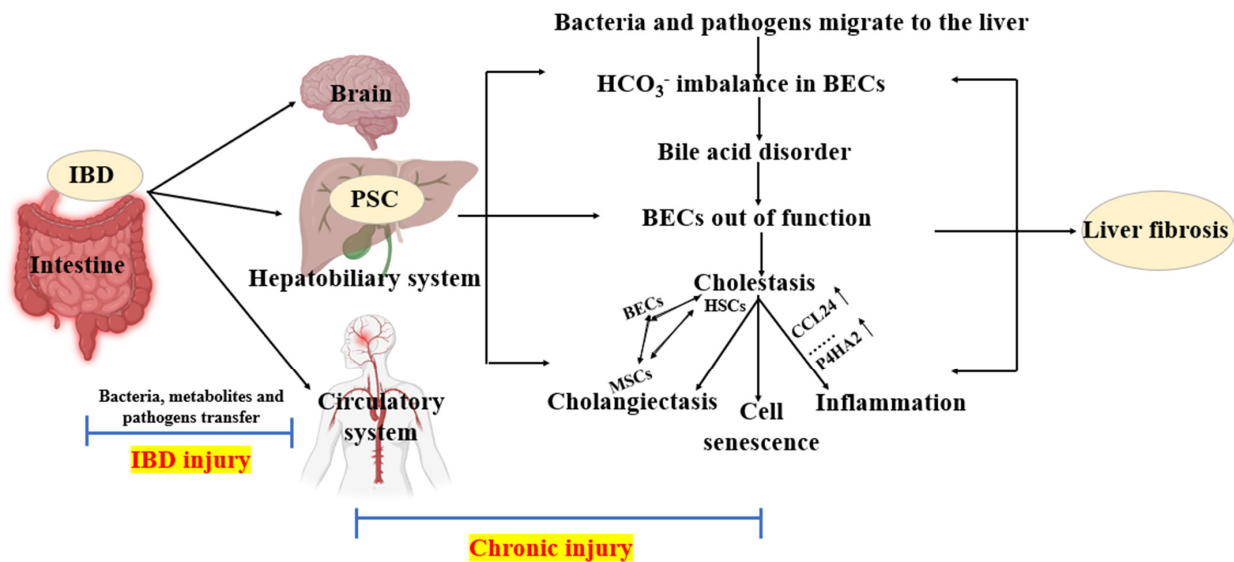 IBD
Intestine
Brain
PSC
Hepatobiliary system
Circulatory
system
Bacteria, metabolites and
pathogens transfer
IBD injury
Chronic injury
Bacteria and pathogens migrate to the liver
HCO₃⁻ imbalance in BECs
Bile acid disorder
BECs out of function
Cholestasis
BECs
HSCs
MSCs
CCL24↑
......
P4HA2↑
Cholangiectasis
Cell
senescence
Inflammation
Liver fibrosis